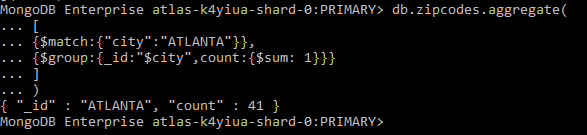 MongoDB Enterprise atlas-k4yiua-shard-0:PRIMARY> db.zipcodes.aggregate(
... [
... {$match:{"city":"ATLANTA"}},
... {$group:{_id:"$city",count:{$sum: 1}}}
... ]
... )
{ "_id" : "ATLANTA", "count" : 41 }
MongoDB Enterprise atlas-k4yiua-shard-0:PRIMARY>